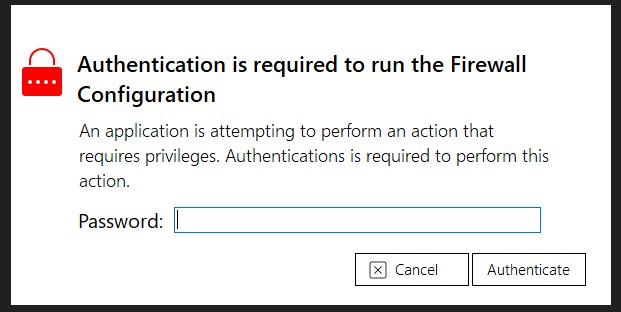 Authentication is required to run the Firewall
Configuration
An application is attempting to perform an action that
requires privileges. Authentications is required to perform this
action.
Password:
Cancel
Authenticate